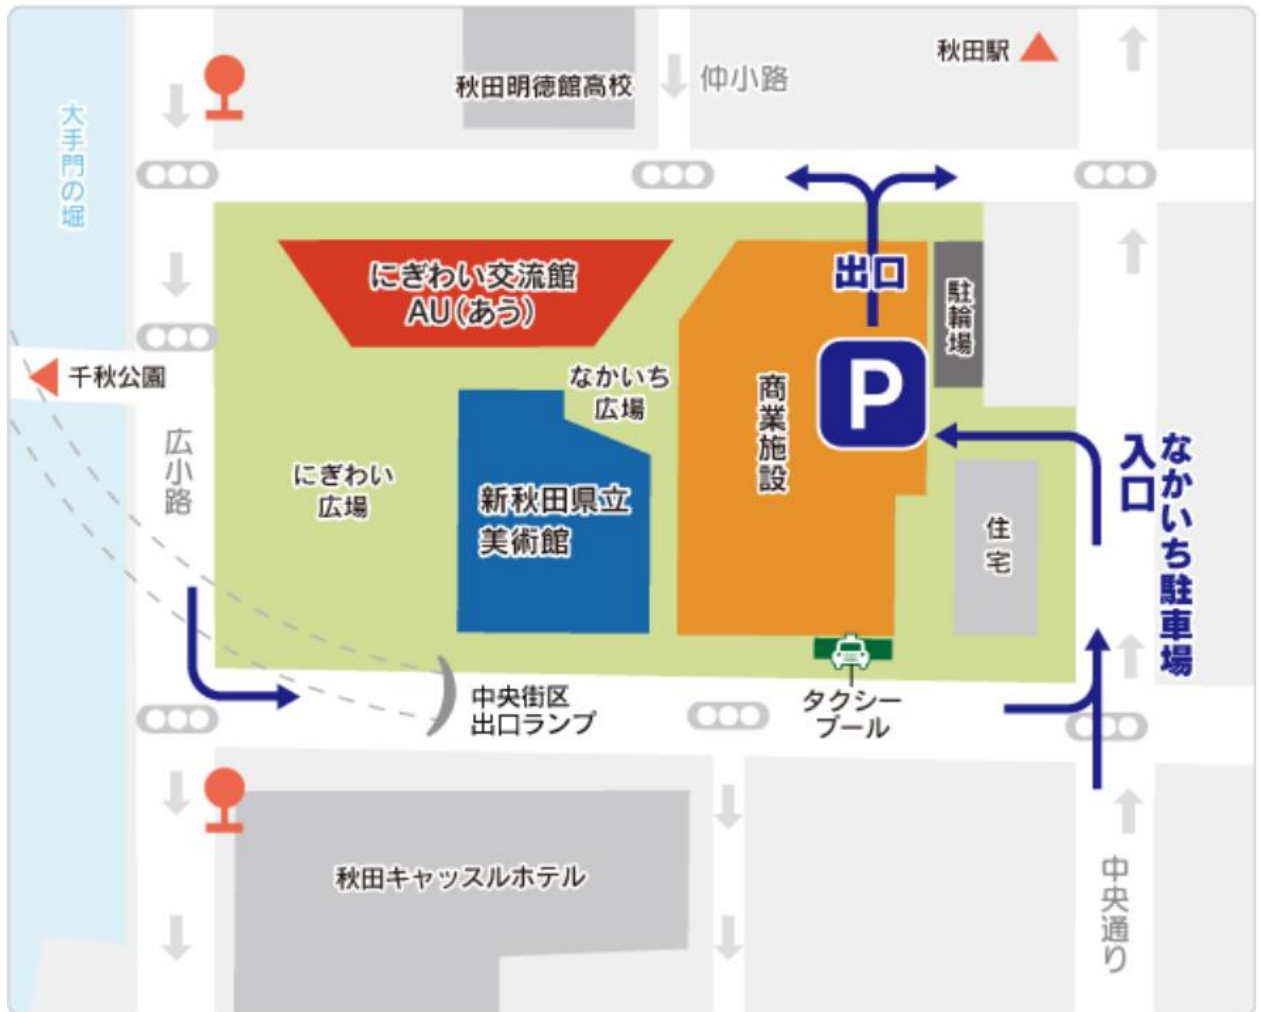 秋田駅
秋田明徳館高校
仲小路
大手門の堀
出口
にぎわい交流館
AU(あう)
駐輪場
P
千秋公園
なかいち
広場
商業施設
広小路
にぎわい
広場
新秋田県立
美術館
住宅
なかいち駐車場
入口
中央街区
出口ランプ
タクシー
プール
秋田キャッスルホテル
中央通り